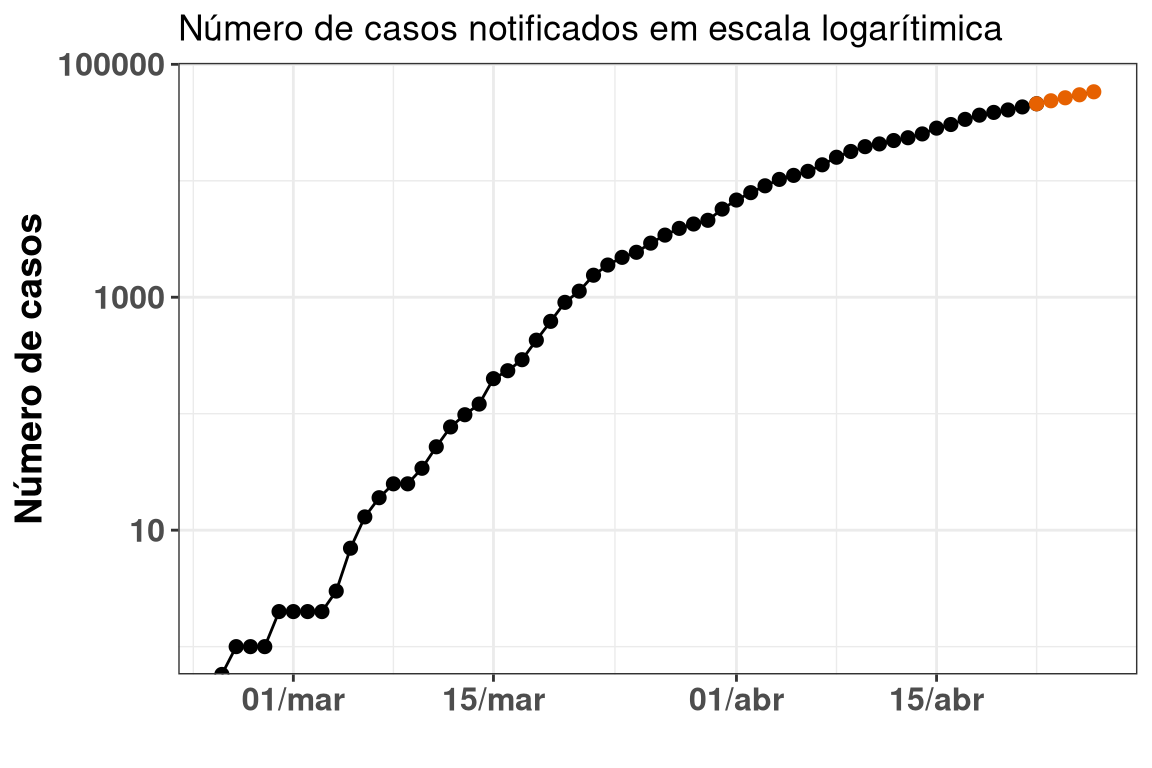 Número de casos notificados em escala logarítimica
100000
1000
10
Número de casos
01/mar 15/mar 01/abr 15/abr